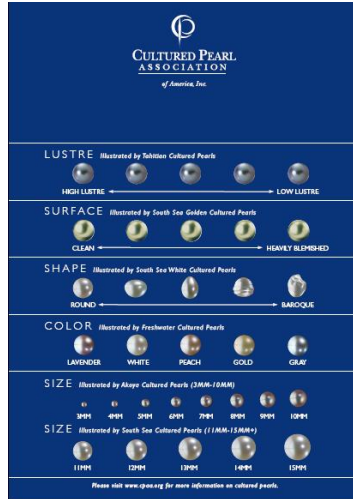 CULTURED PEARL
ASSOCIATION
of America, Inc.
LUSTRE Illustrated by Tahitian Cultured Pearls
HIGH LUSTRE LOW LUSTRE
SURFACE Illustrated by South Sea Golden Cultured Pearls
CLEAN HEAVILY BLEMISHED
SHAPE Illustrated by South Sea White Cultured Pearls
ROUND BAROQUE
COLOR Illustrated by Freshwater Cultured Pearls
LAVENDER WHITE PEACH GOLD GRAY
SIZE Illustrated by Akoya Cultured Pearls (3MM-10MM)
3MM 4MM 5MM 6MM 7MM 8MM 9MM 10MM
SIZE Illustrated by South Sea Cultured Pearls (11MM-15MM+)
11MM 12MM 13MM 14MM 15MM
Please visit www.cpaa.org for more information on cultured pearls.